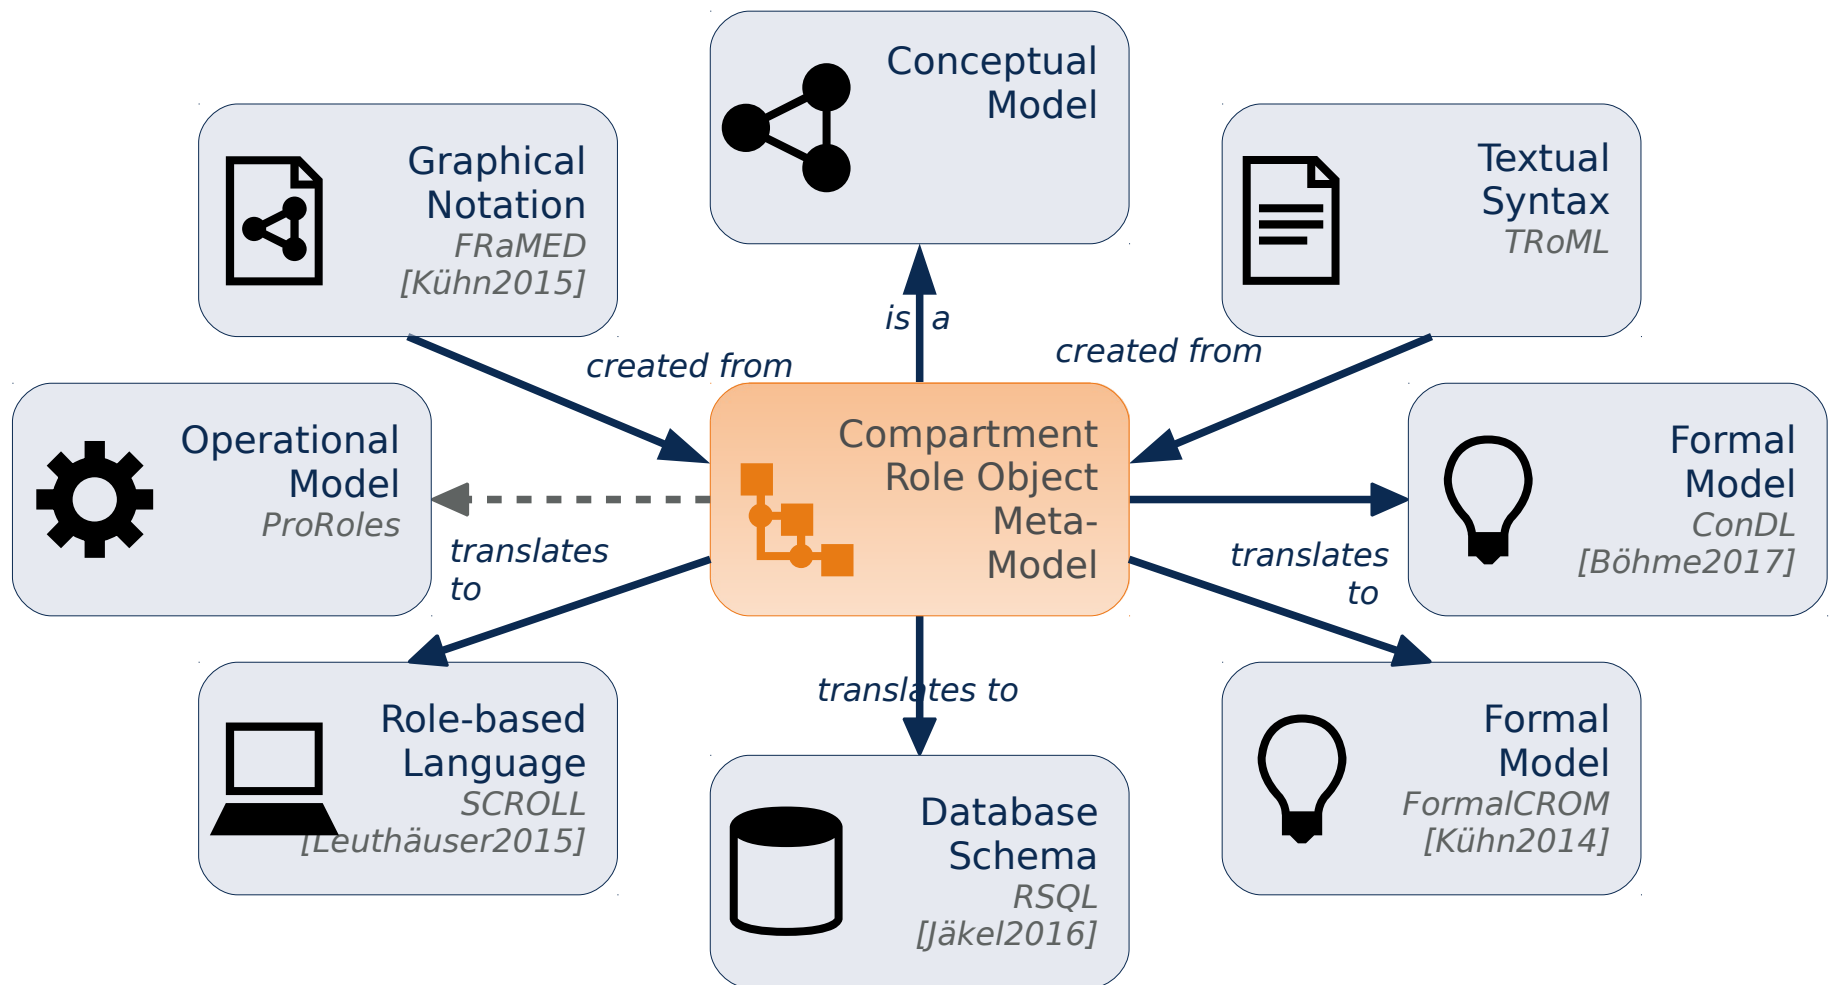 Conceptual
Model
Graphical
Notation
FRaMED
[Kühn2015]
Textual
Syntax
TRoML
is a
created from
created from
Operational
Model
ProRoles
Compartment
Role Object
Meta-
Model
Formal
Model
ConDL
[Böhme2017]
translates
to
translates
to
translates to
Role-based
Language
SCROLL
[Leuthäuser2015]
Database
Schema
RSQL
[Jäkel2016]
Formal
Model
FormalCROM
[Kühn2014]